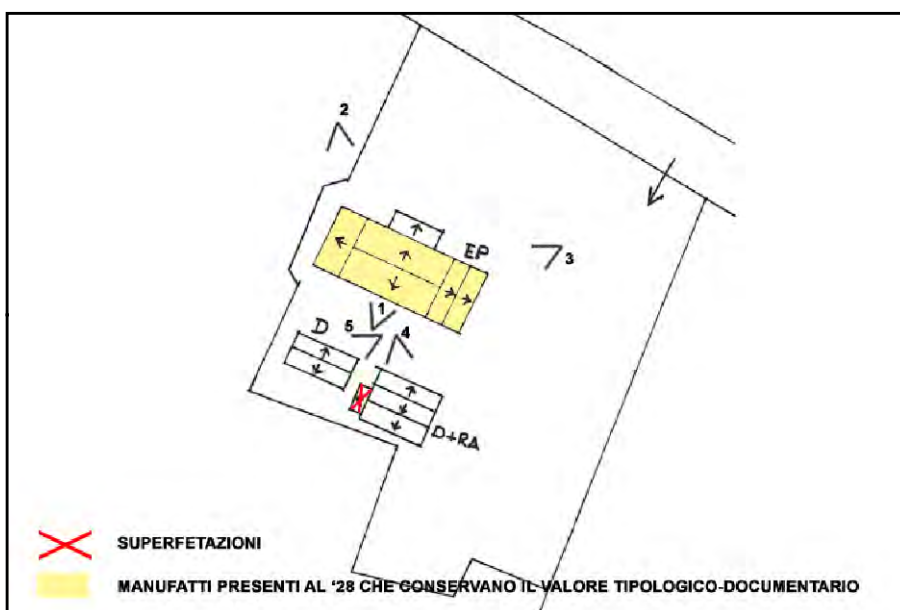 2
EP
3
1
5
4
D
D+RA
SUPERFETAZIONI
MANUFATTI PRESENTI AL '28 CHE CONSERVANO IL VALORE TIPOLOGICO-DOCUMENTARIO